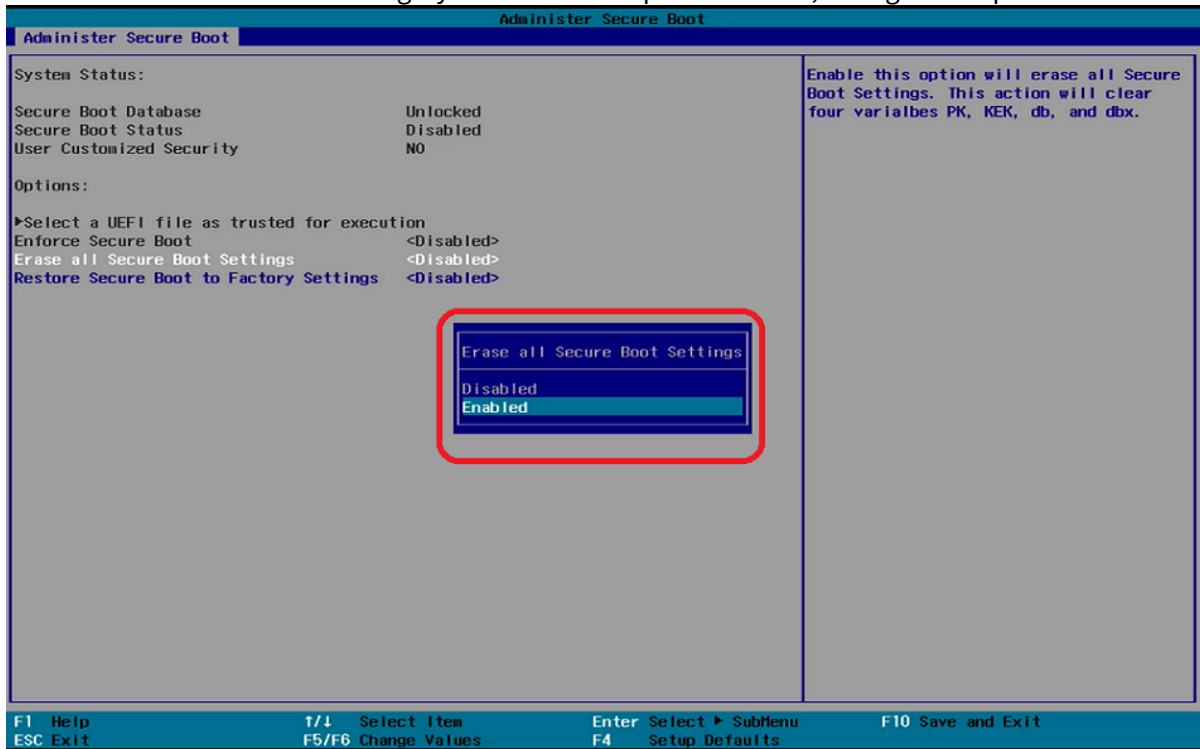 Administer Secure Boot
Administer Secure Boot
System Status:
Secure Boot Database Unlocked
Secure Boot Status Disabled
User Customized Security NO
Options:
▶Select a UEFI file as trusted for execution
Enforce Secure Boot <Disabled>
Erase all Secure Boot Settings <Disabled>
Restore Secure Boot to Factory Settings <Disabled>
Enable this option will erase all Secure
Boot Settings. This action will clear
four varialbes PK, KEK, db, and dbx.
Erase all Secure Boot Settings
Disabled
Enabled
F1 Help ↑/↓ Select Item Enter Select ▶ SubMenu F10 Save and Exit
ESC Exit F5/F6 Change Values F4 Setup Defaults